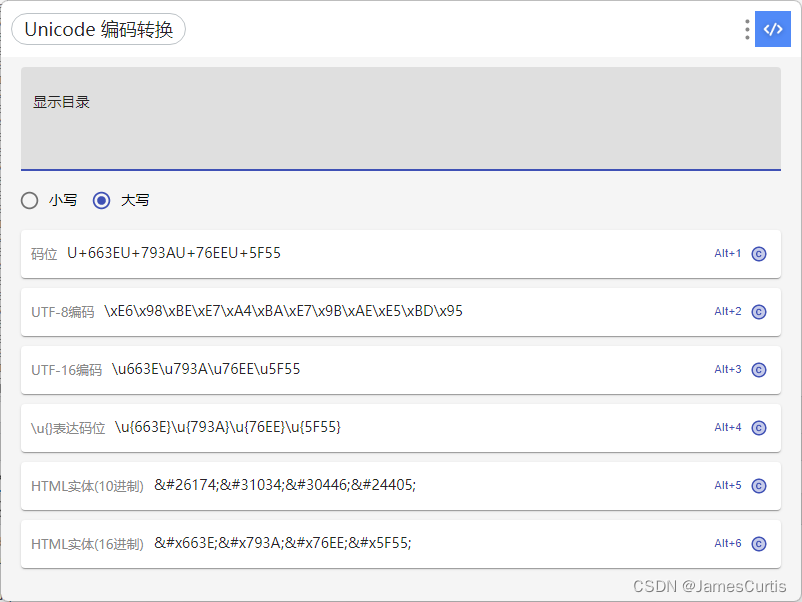 Unicode 编码转换
显示目录
小写 大写
码位 U+663EU+793AU+76EEU+5F55 Alt+1 C
UTF-8编码 \xE6\x98\xBE\xE7\xA4\xBA\xE7\x9B\xAE\xE5\xBD\x95 Alt+2 C
UTF-16编码 \u663E\u793A\u76EE\u5F55 Alt+3 C
\u{}表达码位 \u{663E}\u{793A}\u{76EE}\u{5F55} Alt+4 C
HTML实体(10进制) &#26174;&#31034;&#30446;&#24405; Alt+5 C
HTML实体(16进制) &#x663E;&#x793A;&#x76EE;&#x5F55; Alt+6 C
CSDN @JamesCurtis